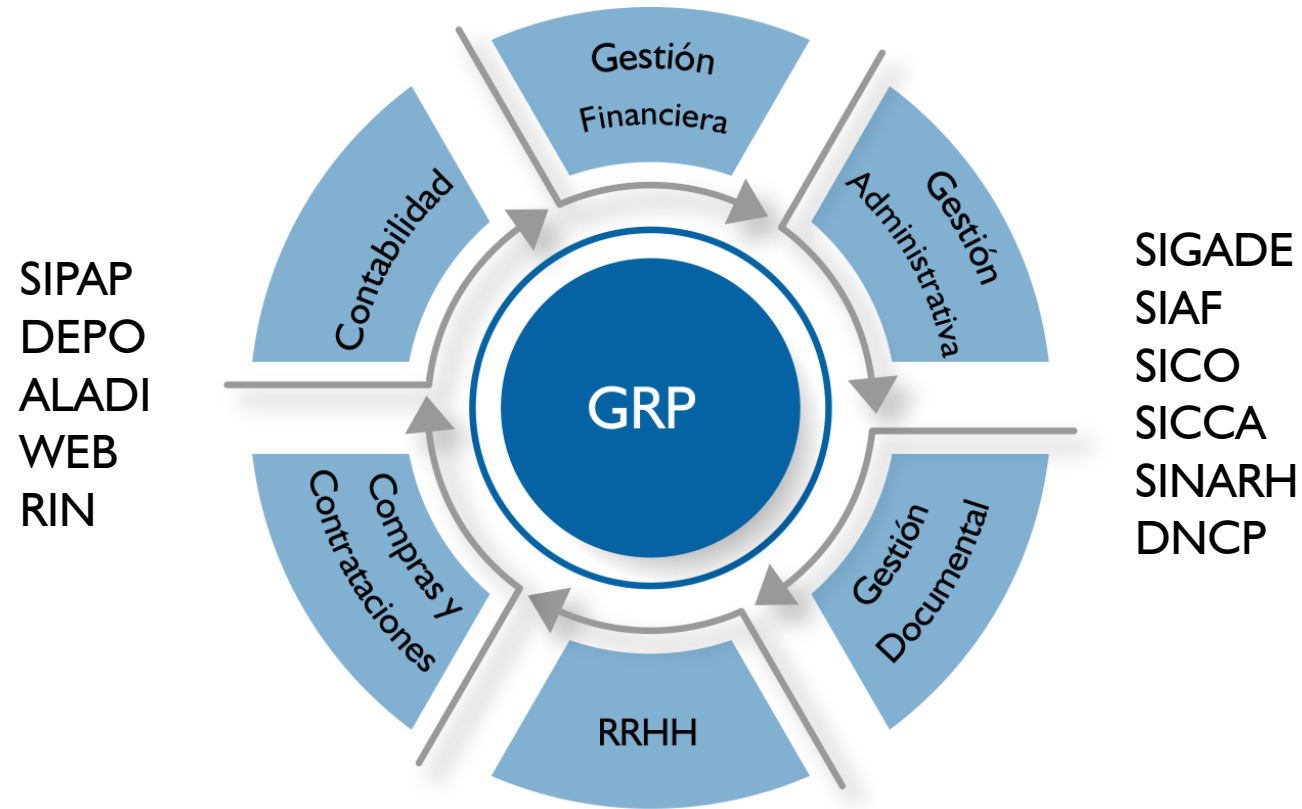 Gestión
Financiera
Gestión
Administrativa
Gestión
Documental
RRHH
Compras y
Contrataciones
Contabilidad
GRP
SIPAP
DEPO
ALADI
WEB
RIN
SIGADE
SIAF
SICO
SICCA
SINARH
DNCP